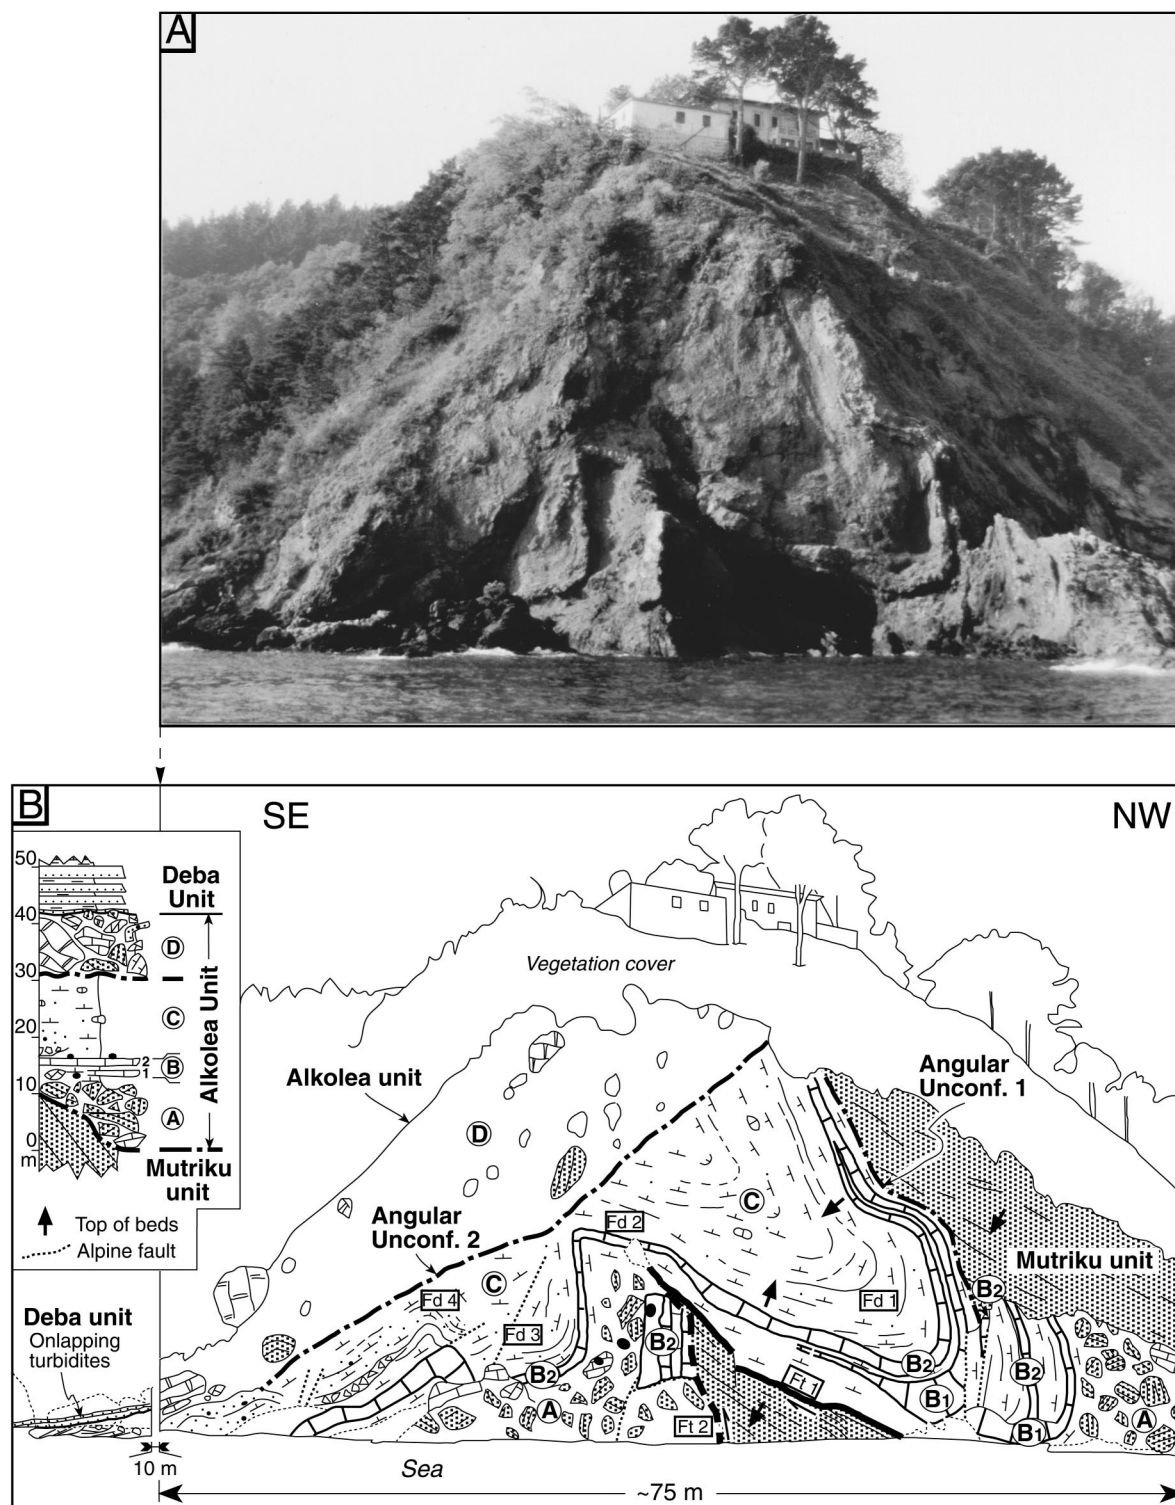 A
B
SE
NW
50
40
30
20
10
0
m
Deba
Unit
D
C
2
1
B
A
Alkolea Unit
Mutriku
unit
Top of beds
Alpine fault
Vegetation cover
Alkolea unit
D
Angular
Unconf. 1
C
Angular
Unconf. 2
Fd 2
Mutriku unit
C
Fd 4
Fd 1
B2
Deba unit
Onlapping
turbidites
Fd 3
B2
B2
B2
B2
Ft 1
B1
A
A
Ft 2
B1
10 m
Sea
~75 m